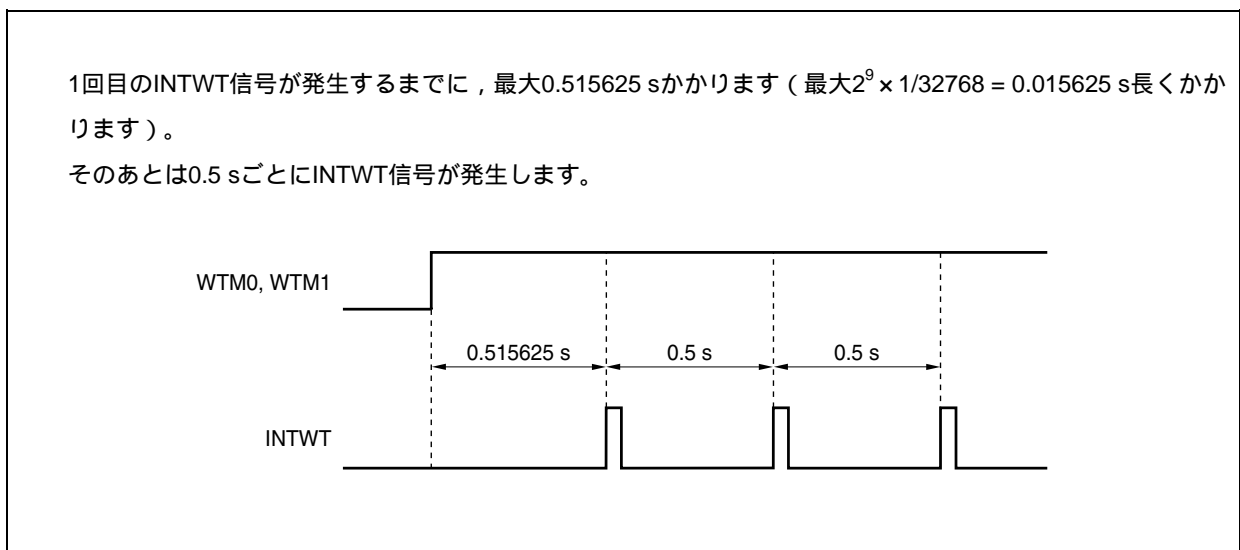 1回目のINTWT信号が発生するまでに，最大0.515625 sかかります（最大2⁹×1/32768 = 0.015625 s長くかか
ります）。
そのあとは0.5 sごとにINTWT信号が発生します。
WTM0, WTM1
0.515625 s 0.5 s 0.5 s
INTWT